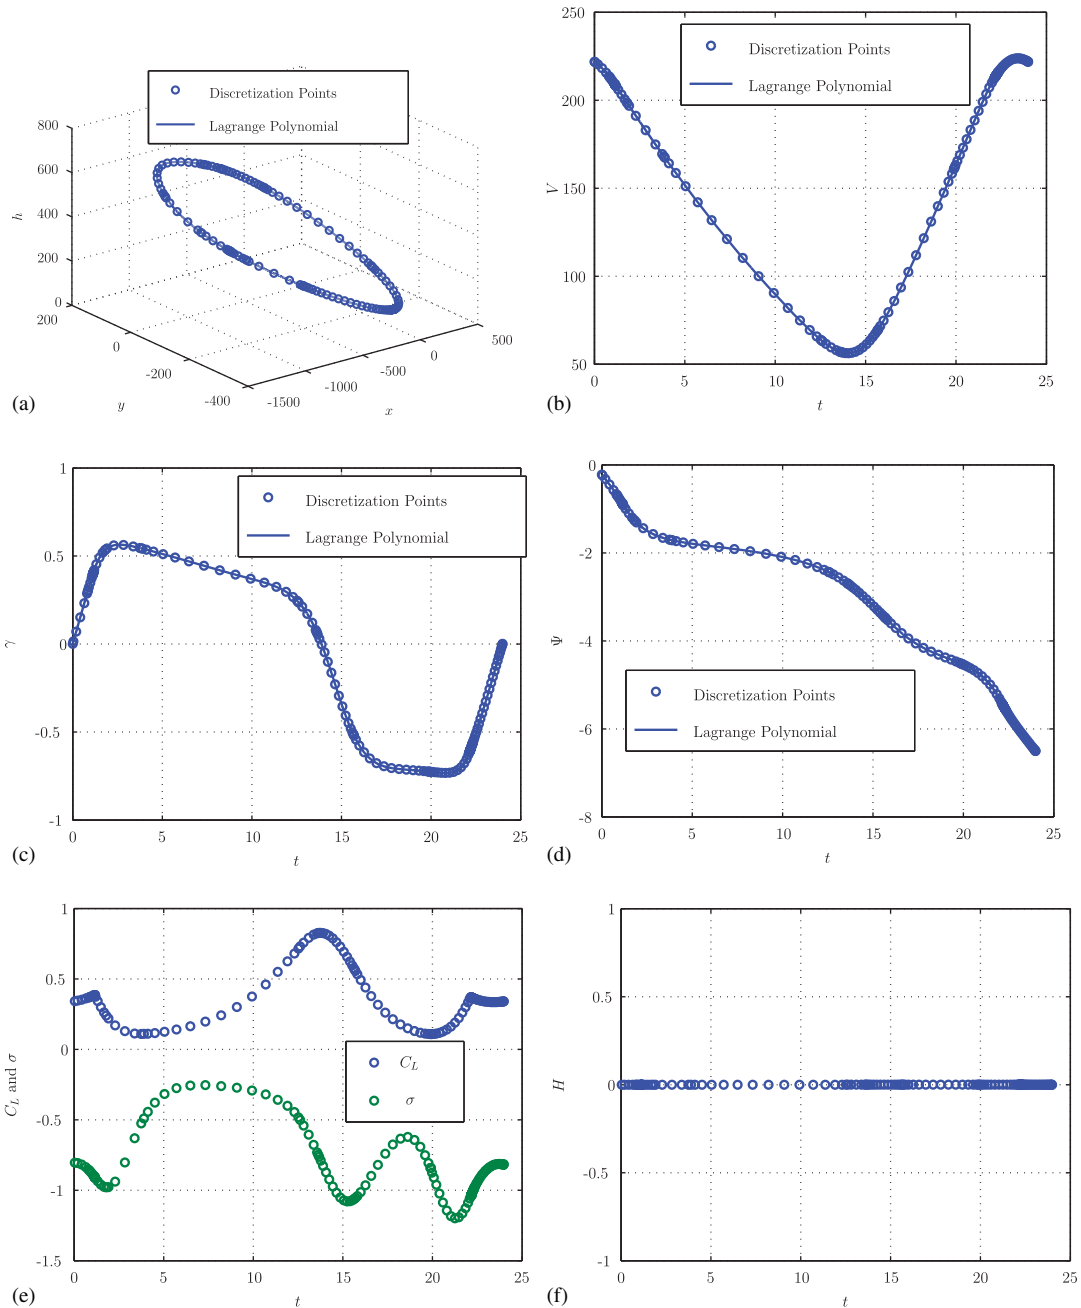 Discretization Points
Lagrange Polynomial
800
600
400
200
0
h
200
0
-200
-400
y
-1500
-1000
-500
0
500
x
(a)
Discretization Points
Lagrange Polynomial
250
200
150
100
50
V
0 5 10 15 20 25
t
(b)
Discretization Points
Lagrange Polynomial
1
0.5
0
-0.5
-1
γ
0 5 10 15 20 25
t
(c)
0
-2
-4
-6
-8
Ψ
Discretization Points
Lagrange Polynomial
0 5 10 15 20 25
t
(d)
1
0.5
0
-0.5
-1
-1.5
C_L and σ
C_L
σ
0 5 10 15 20 25
t
(e)
1
0.5
0
-0.5
-1
H
0 5 10 15 20 25
t
(f)